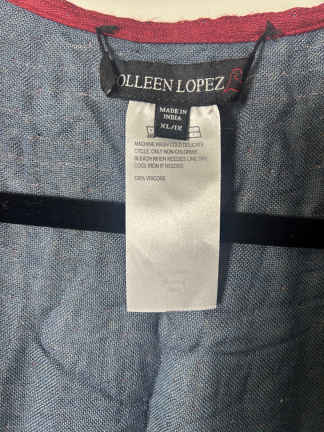 OLLEEN LOPEZ
MADE IN
INDIA
XL/1X
MACHINE WASH COLD DELICATE
CYCLE. ONLY NON-CHLORINE
BLEACH WHEN NEEDED. LINE DRY.
COOL IRON IF NEEDED.
100% VISCOSE